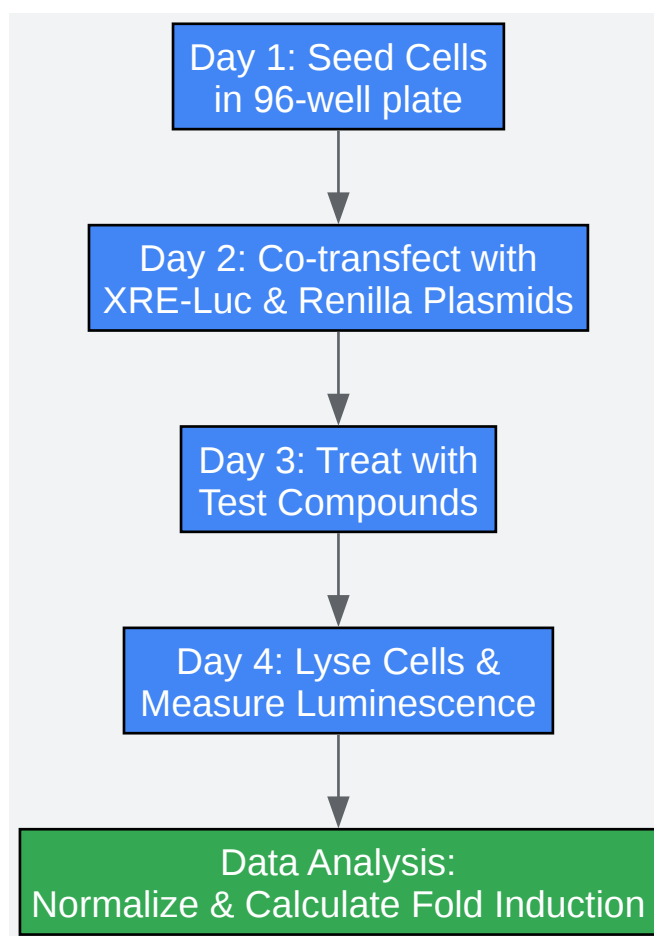 Day 1: Seed Cells
in 96-well plate
Day 2: Co-transfect with
XRE-Luc & Renilla Plasmids
Day 3: Treat with
Test Compounds
Day 4: Lyse Cells &
Measure Luminescence
Data Analysis:
Normalize & Calculate Fold Induction